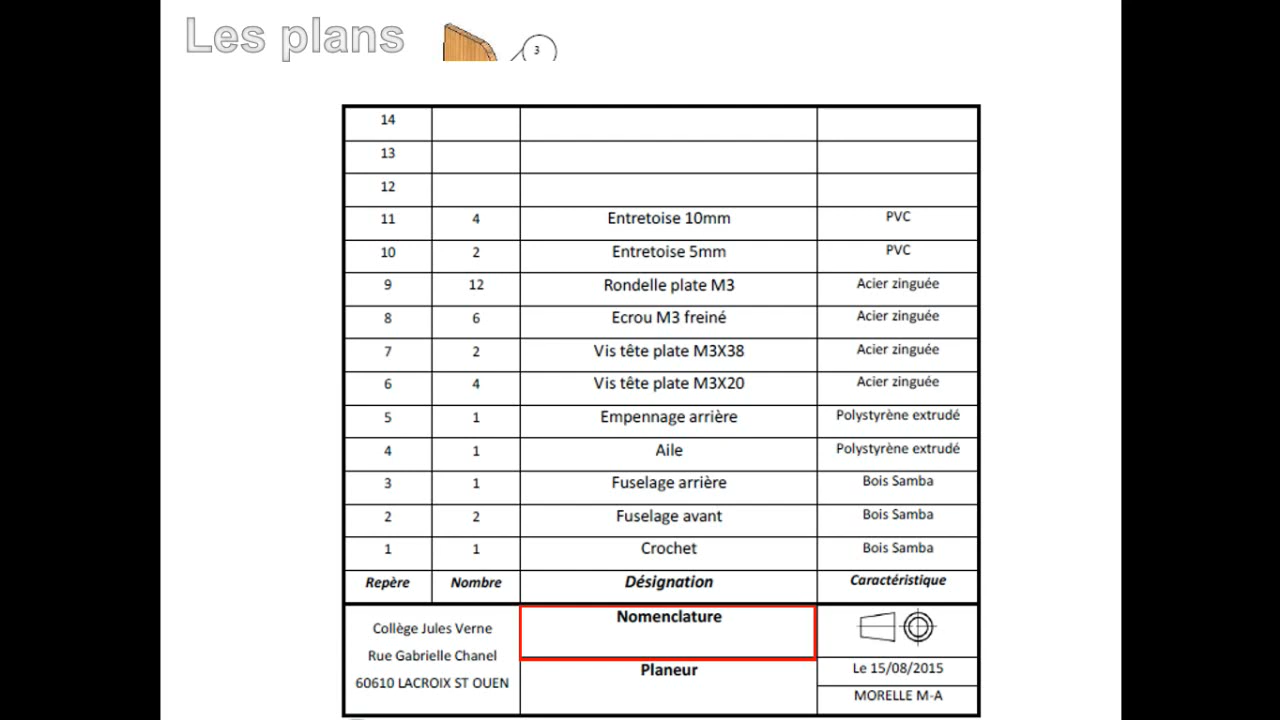 Les plans
3
14
13
12
11 4 Entretoise 10mm PVC
10 2 Entretoise 5mm PVC
9 12 Rondelle plate M3 Acier zinguée
8 6 Ecrou M3 freiné Acier zinguée
7 2 Vis tête plate M3X38 Acier zinguée
6 4 Vis tête plate M3X20 Acier zinguée
5 1 Empennage arrière Polystyrène extrudé
4 1 Aile Polystyrène extrudé
3 1 Fuselage arrière Bois Samba
2 2 Fuselage avant Bois Samba
1 1 Crochet Bois Samba
Repère Nombre Désignation Caractéristique
Collège Jules Verne
Rue Gabrielle Chanel
60610 LACROIX ST OUEN
Nomenclature
Planeur
Le 15/08/2015
MORELLE M-A